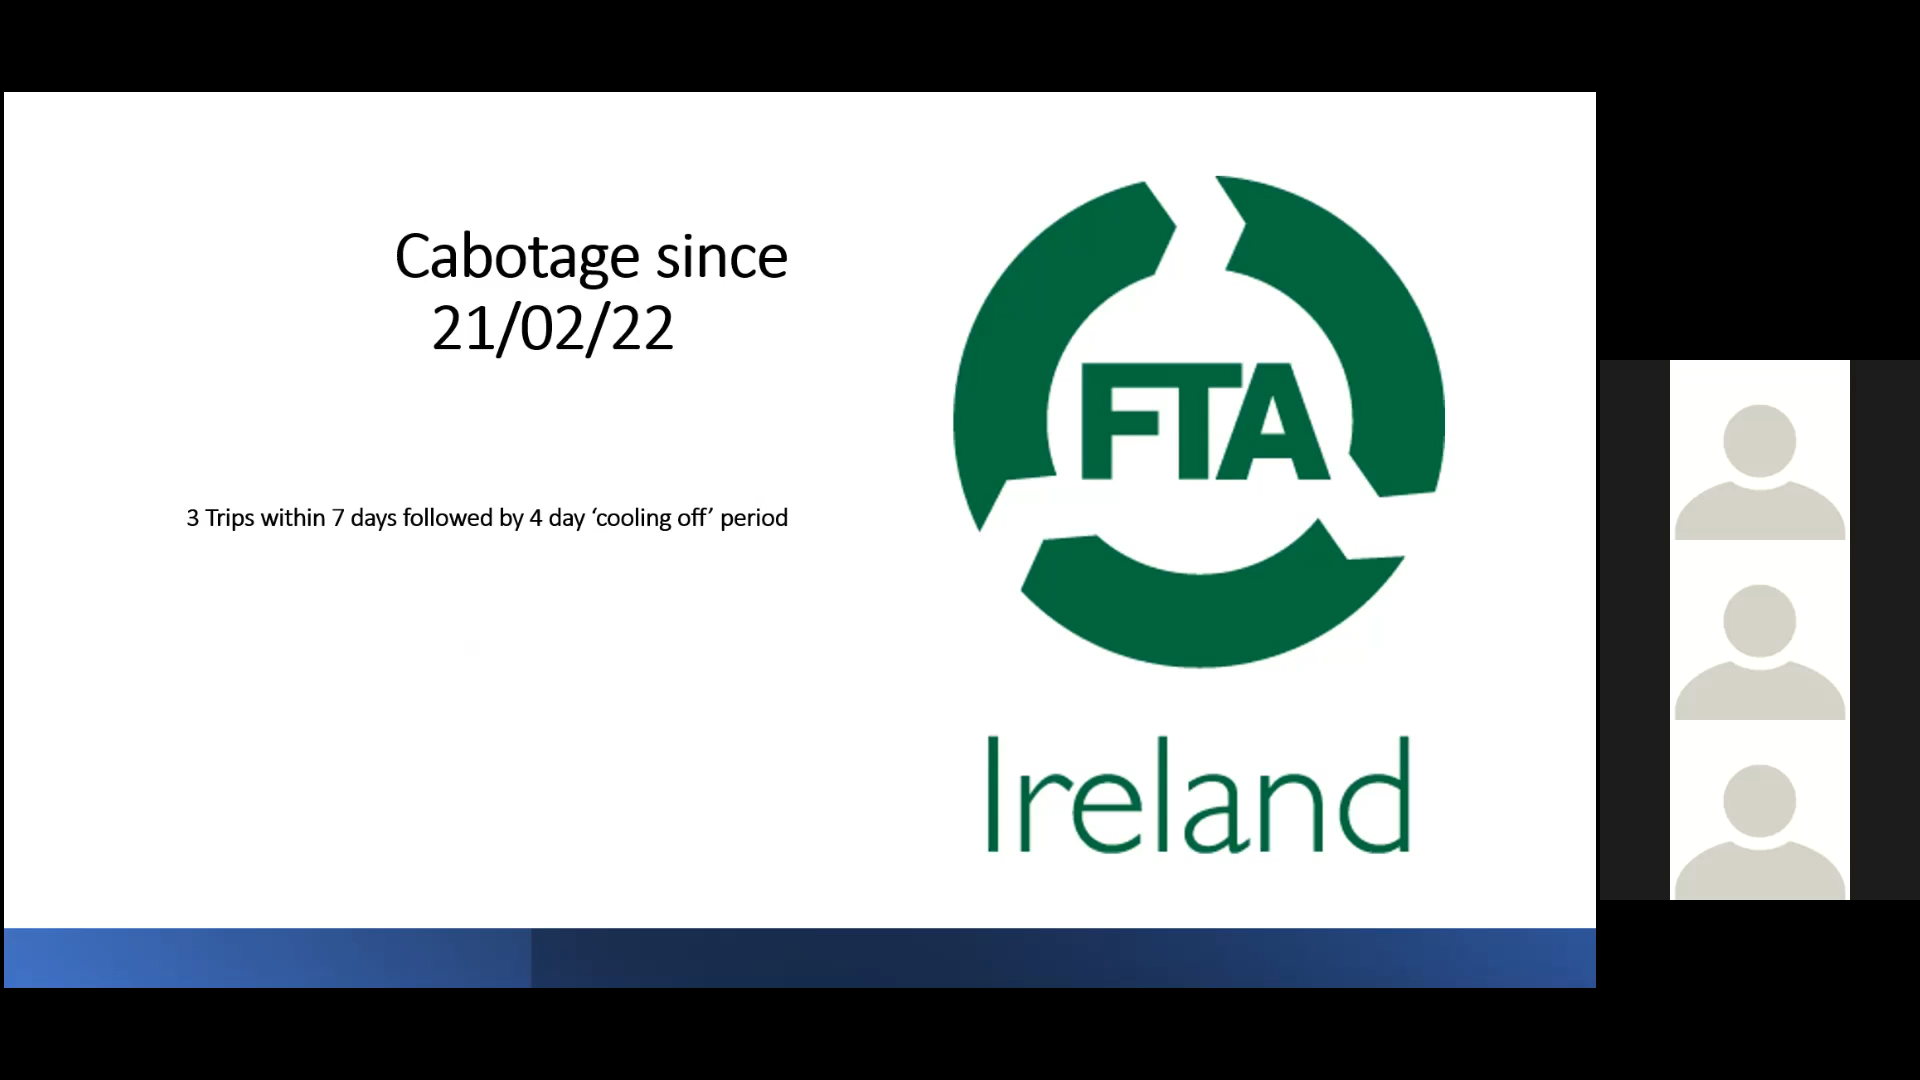 Cabotage since
21/02/22
3 Trips within 7 days followed by 4 day ‘cooling off’ period
FTA
Ireland